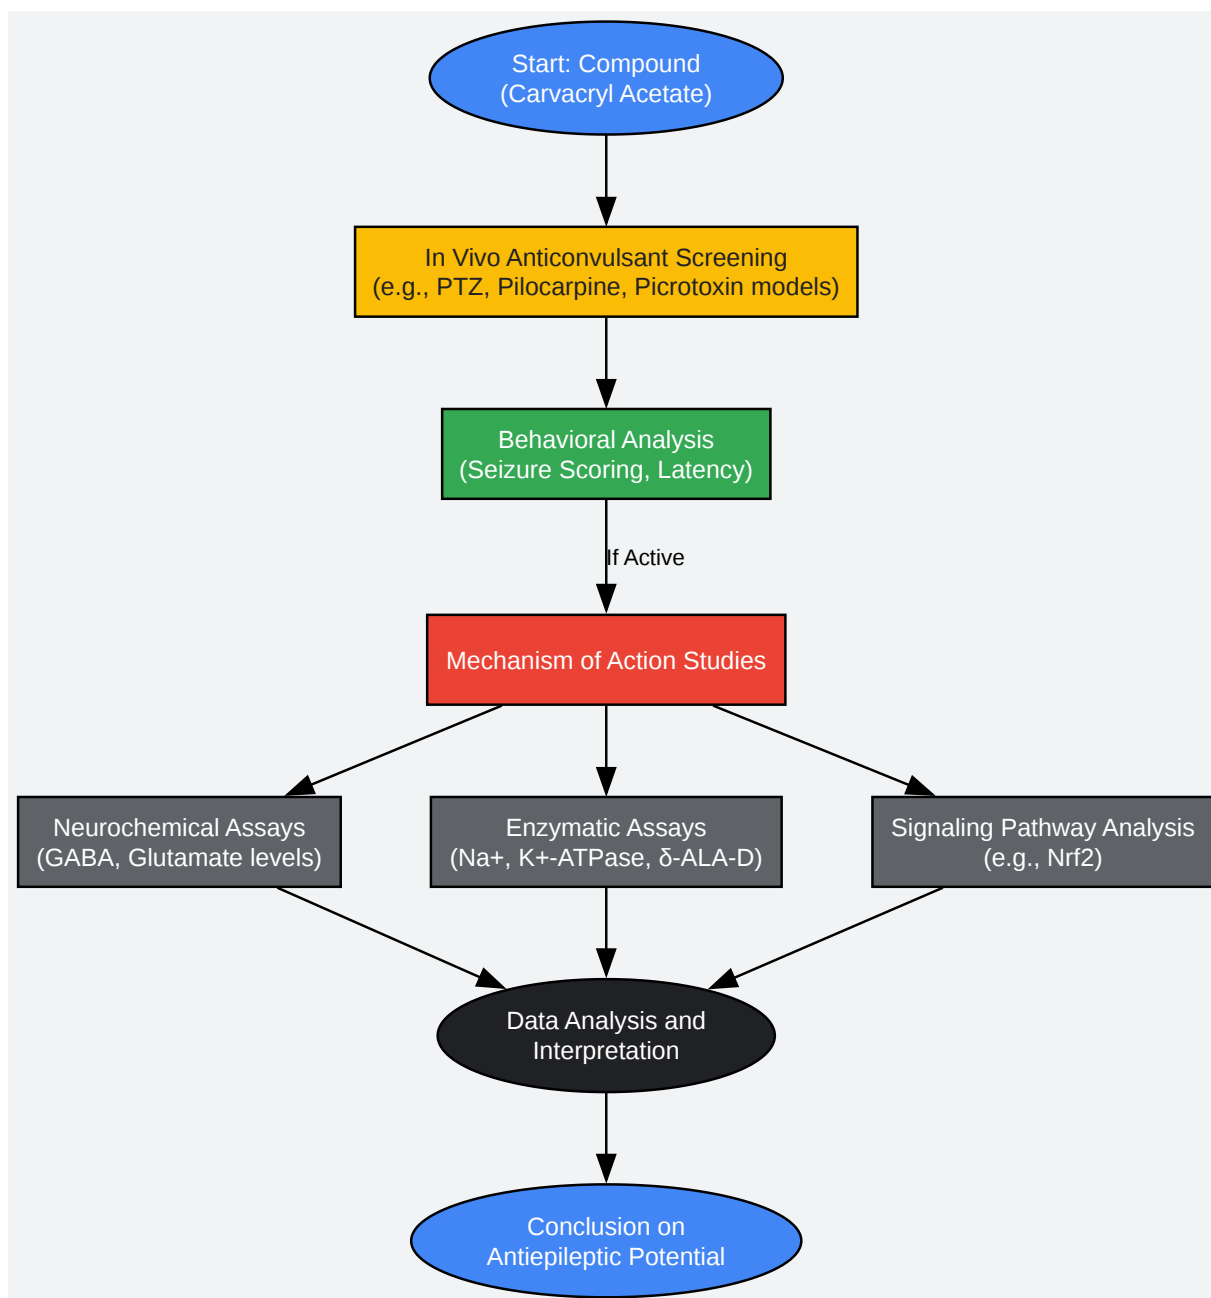 Start: Compound
(Carvacryl Acetate)
In Vivo Anticonvulsant Screening
(e.g., PTZ, Pilocarpine, Picrotoxin models)
Behavioral Analysis
(Seizure Scoring, Latency)
If Active
Mechanism of Action Studies
Neurochemical Assays
(GABA, Glutamate levels)
Enzymatic Assays
(Na+, K+-ATPase, δ-ALA-D)
Signaling Pathway Analysis
(e.g., Nrf2)
Data Analysis and
Interpretation
Conclusion on
Antiepileptic Potential